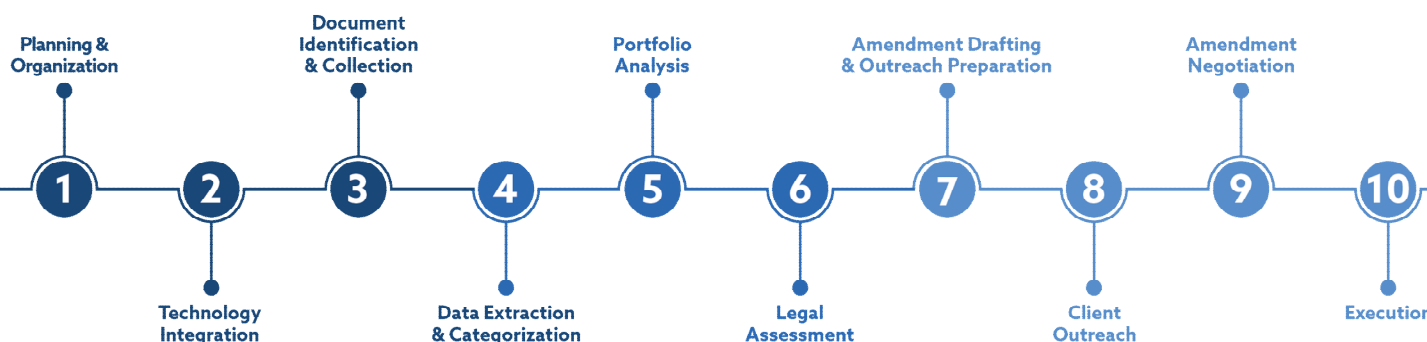 Planning &
Organization
1
Technology
Integration
2
Document
Identification
& Collection
3
Data Extraction
& Categorization
4
Portfolio
Analysis
5
Legal
Assessment
6
Amendment Drafting
& Outreach Preparation
7
Client
Outreach
8
Amendment
Negotiation
9
Execution
10